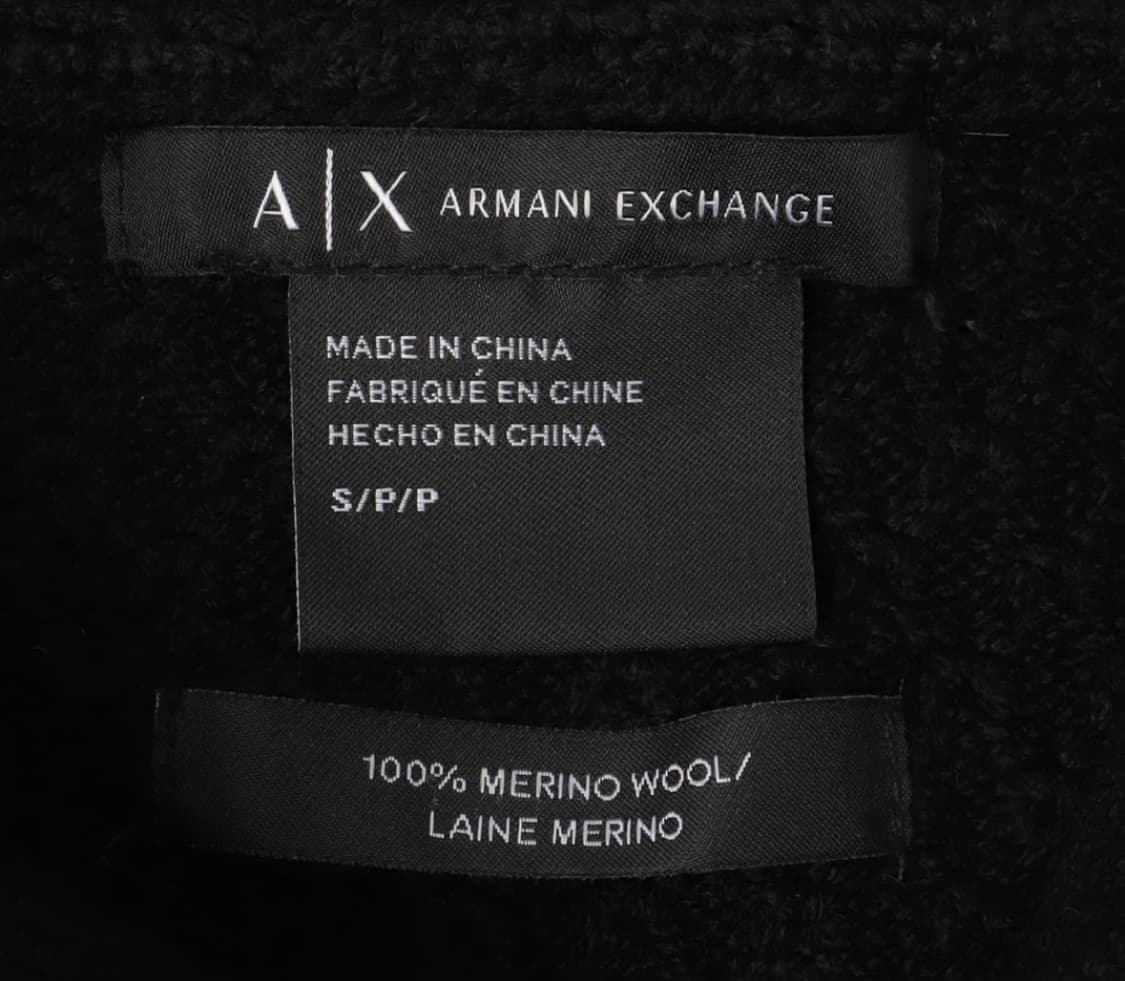 A|X ARMANI EXCHANGE
MADE IN CHINA
FABRIQUÉ EN CHINE
HECHO EN CHINA
S/P/P
100% MERINO WOOL/
LAINE MERINO